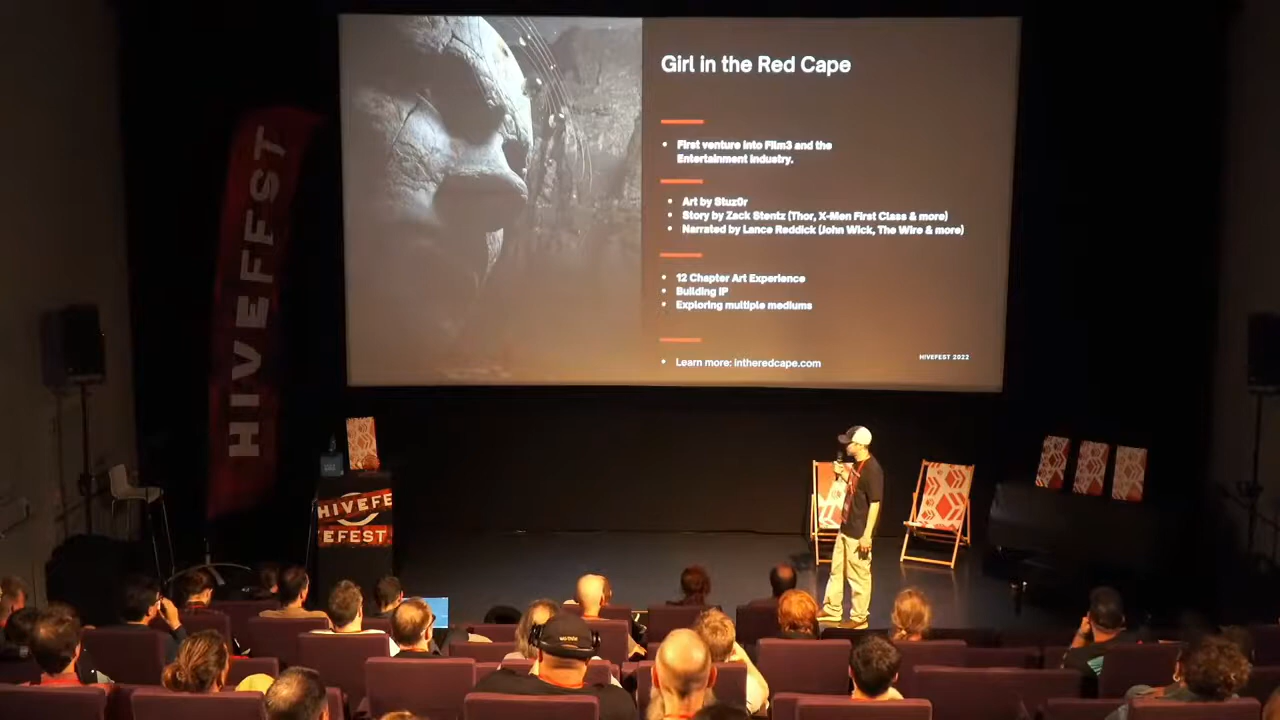 Girl in the Red Cape
First venture into Film3 and the
Entertainment Industry.
Art by Stuz0r
Story by Zack Stentz (Thor, X-Men First Class & more)
Narrated by Lance Reddick (John Wick, The Wire & more)
12 Chapter Art Experience
Building IP
Exploring multiple mediums
Learn more: intheredcape.com
HIVEFEST 2022
HIVEFEST
HIVEFE
EFEST